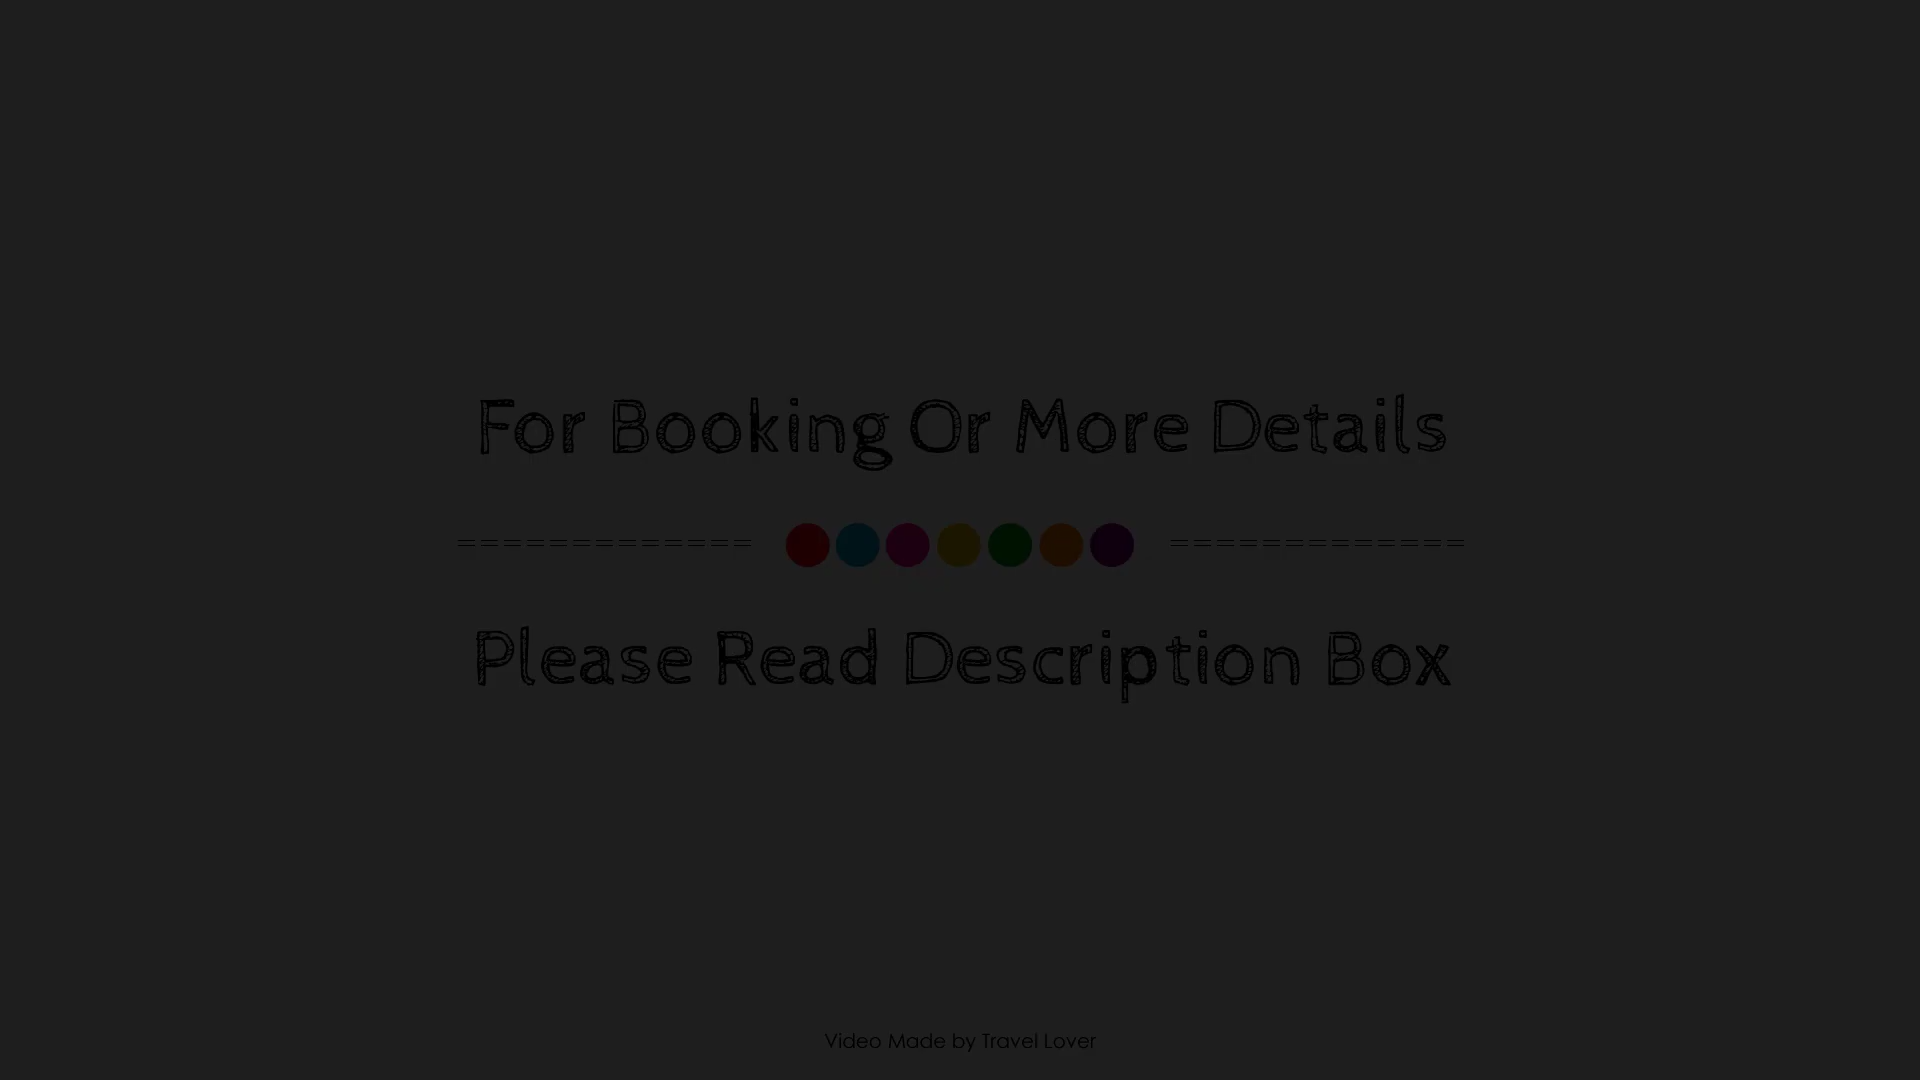 For Booking Or More Details
============= =============
Please Read Description Box
Video Made by Travel Lover